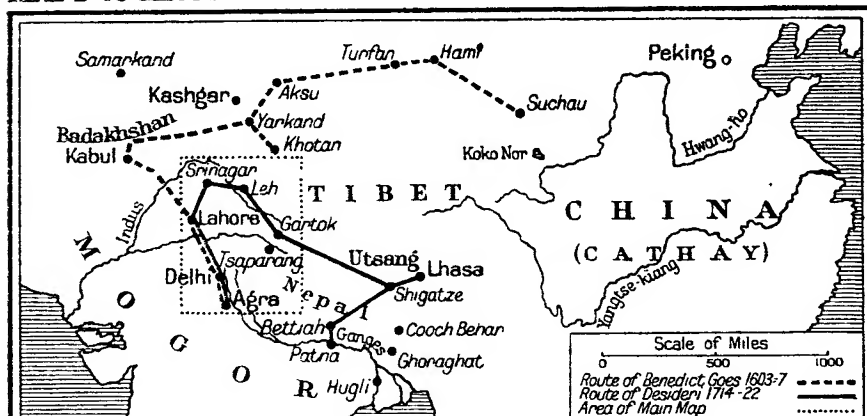 Samarkand
Turfan
Hami
Peking
Kashgar
Aksu
Suchau
Badakhshan
Yarkand
Hwang-ho
Kabul
Khotan
Koko Nor
Srinagar
Leh
TIBET
CHINA
Indus
Lahore
Gartok
(CATHAY)
MOGOR
Tsaparang
Utsang
Lhasa
Delhi
Nepal
Shigatze
Yangtse-kiang
Agra
Bettiah
Ganges
Cooch Behar
Patna
Ghoraghat
Hugli
Scale of Miles
0 500 1000
Route of Benedict Goes 1603-7
Route of Desideri 1714-22
Area of Main Map